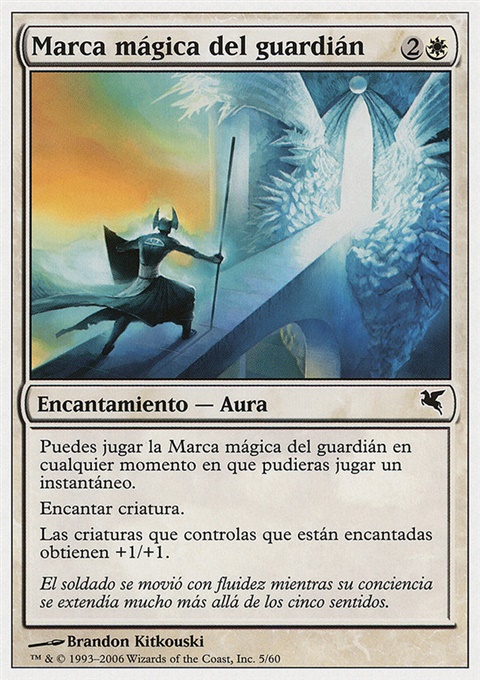 Marca mágica del guardián 2
Encantamiento — Aura
Puedes jugar la Marca mágica del guardián en
cualquier momento en que pudieras jugar un
instantáneo.
Encantar criatura.
Las criaturas que controlas que están encantadas
obtienen +1/+1.
El soldado se movió con fluidez mientras su conciencia
se extendía mucho más allá de los cinco sentidos.
Brandon Kitkouski
™ & © 1993–2006 Wizards of the Coast, Inc. 5/60